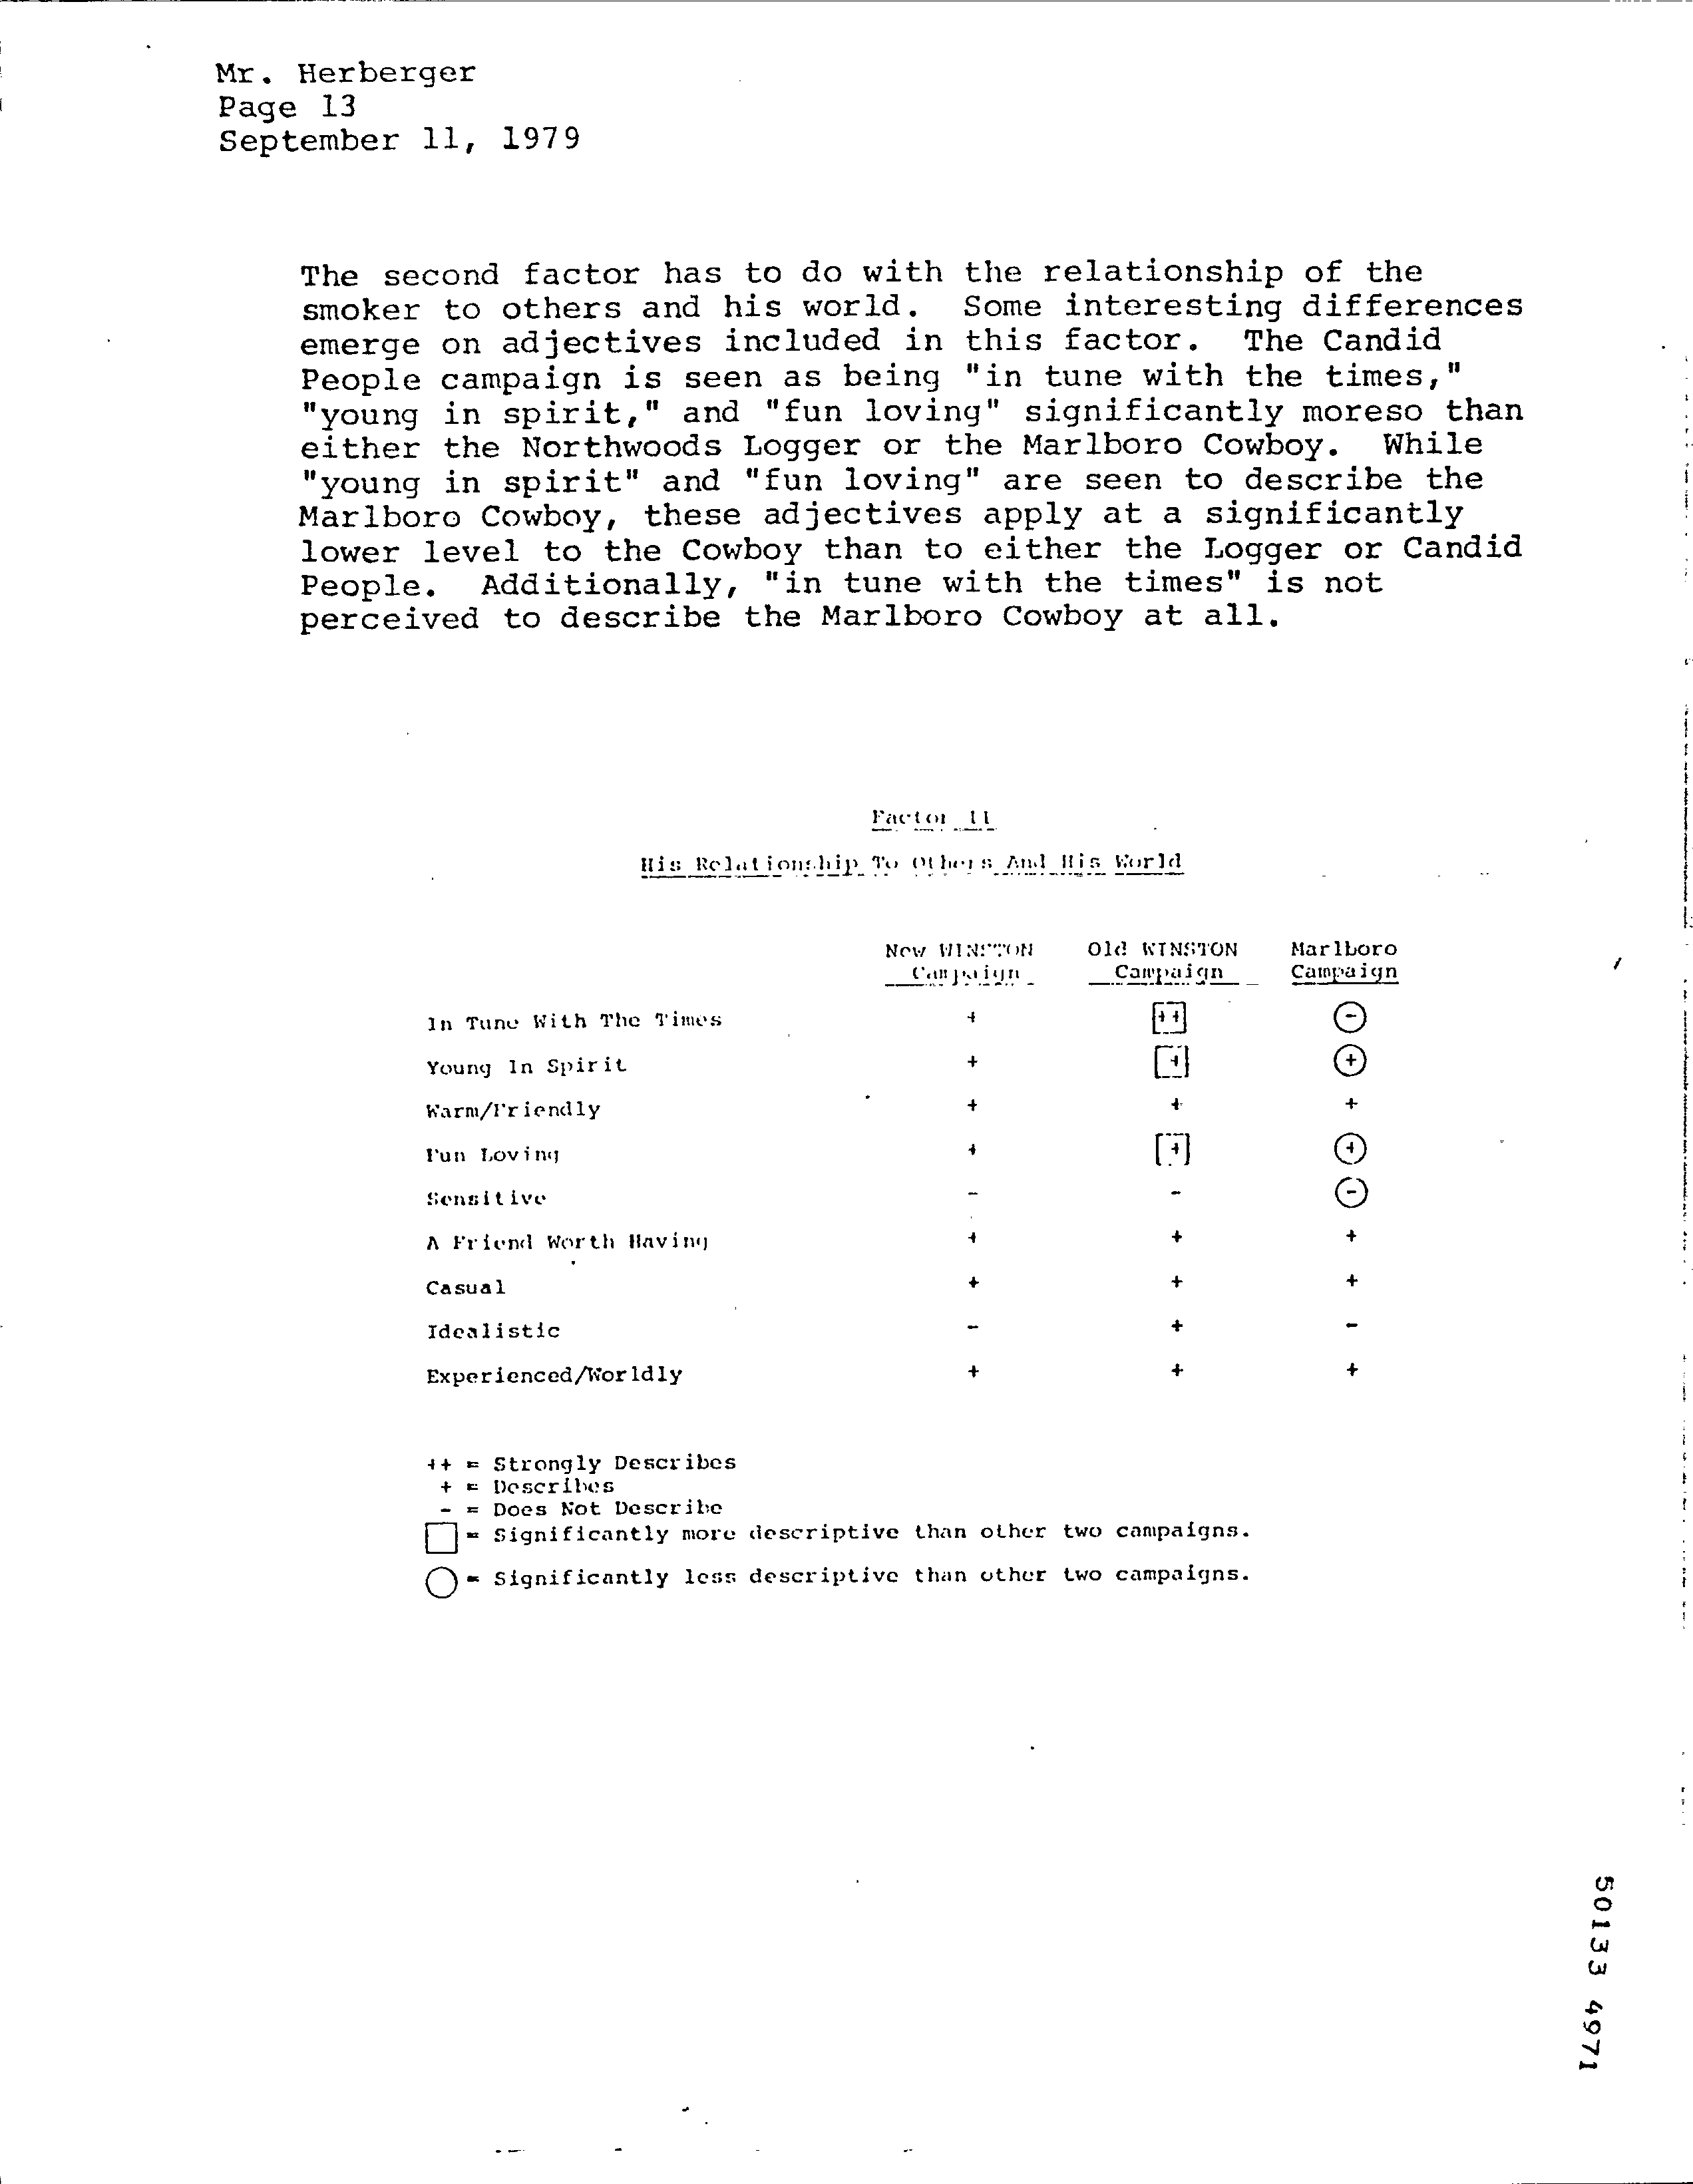 Mr. Herberger
Page 13
September 11, 1979
The second factor has to do with the relationship of the
smoker to others and his world. Some interesting differences
emerge on adjectives included in this factor. The Candid
People campaign is seen as being "in tune with the times,"
"young in spirit," and "fun loving" significantly moreso than
either the Northwoods Logger or the Marlboro Cowboy. While
"young in spirit" and "fun loving" are seen to describe the
Marlboro Cowboy, these adjectives apply at a significantly
lower level to the Cowboy than to either the Logger or Candid
People. Additionally, "in tune with the times" is not
perceived to describe the Marlboro Cowboy at all.
Factor II
His Relationship To Others And His World
New WINSTON Old WINSTON Marlboro
Campaign Campaign Campaign
In Tune With The Times + ++ -
Young In Spirit + + +
Warm/Friendly + + +
Fun Loving + + +
Sensitive - - -
A Friend Worth Having + + +
Casual + + +
Idealistic - + -
Experienced/Worldly + + +
++ = Strongly Describes
+ = Describes
- = Does Not Describe
= Significantly more descriptive than other two campaigns.
= Significantly less descriptive than other two campaigns.
50133 4971